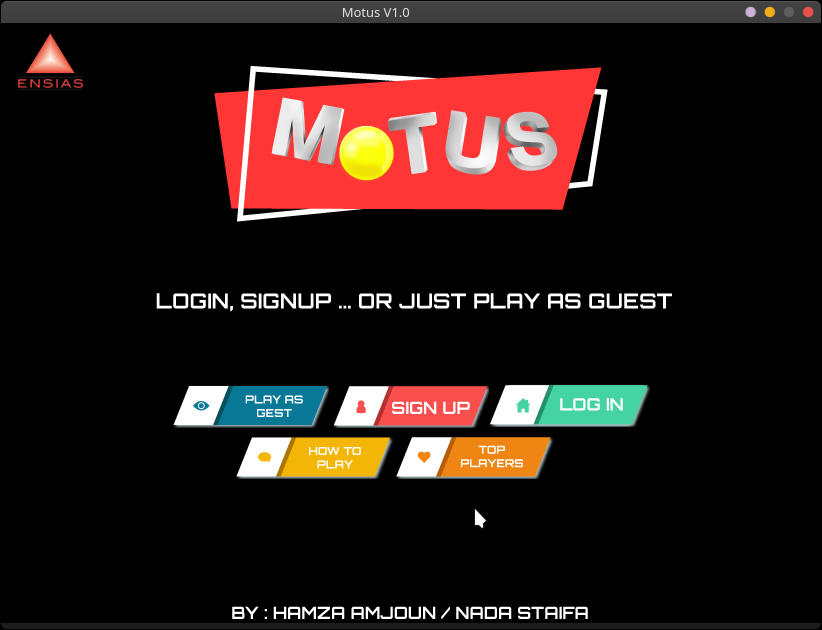 Motus V1.0
ENSIAS
MOTUS
LOGIN, SIGNUP ... OR JUST PLAY AS GUEST
PLAY AS
GEST
SIGN UP
LOG IN
HOW TO
PLAY
TOP
PLAYERS
BY : HAMZA AMJOUN / NADA STAIFA